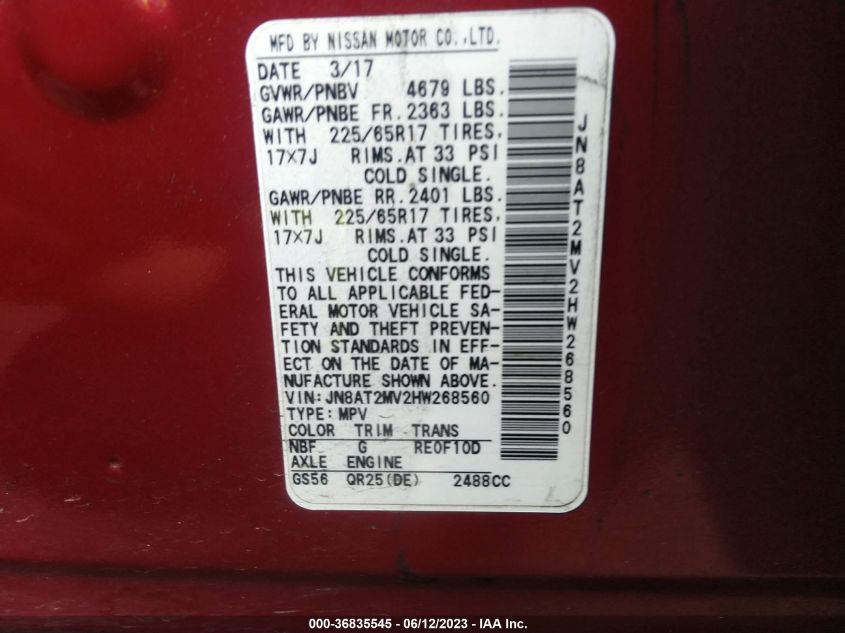 MFD BY NISSAN MOTOR CO.,LTD.
DATE 3/17
GVWR/PNBV 4679 LBS.
GAWR/PNBE FR. 2363 LBS.
WITH 225/65R17 TIRES,
17×7J RIMS.AT 33 PSI
COLD SINGLE.
GAWR/PNBE RR. 2401 LBS.
WITH 225/65R17 TIRES,
17×7J RIMS.AT 33 PSI
COLD SINGLE.
THIS VEHICLE CONFORMS
TO ALL APPLICABLE FED-
ERAL MOTOR VEHICLE SA-
FETY AND THEFT PREVEN-
TION STANDARDS IN EFF-
ECT ON THE DATE OF MA-
NUFACTURE SHOWN ABOVE.
VIN:JN8AT2MV2HW268560
TYPE:MPV
COLOR TRIM TRANS
NBF G RE0F10D
AXLE ENGINE
GS56 QR25(DE) 2488CC
JN8AT2MV2HW268560
000-36835545 - 06/12/2023 - IAA Inc.